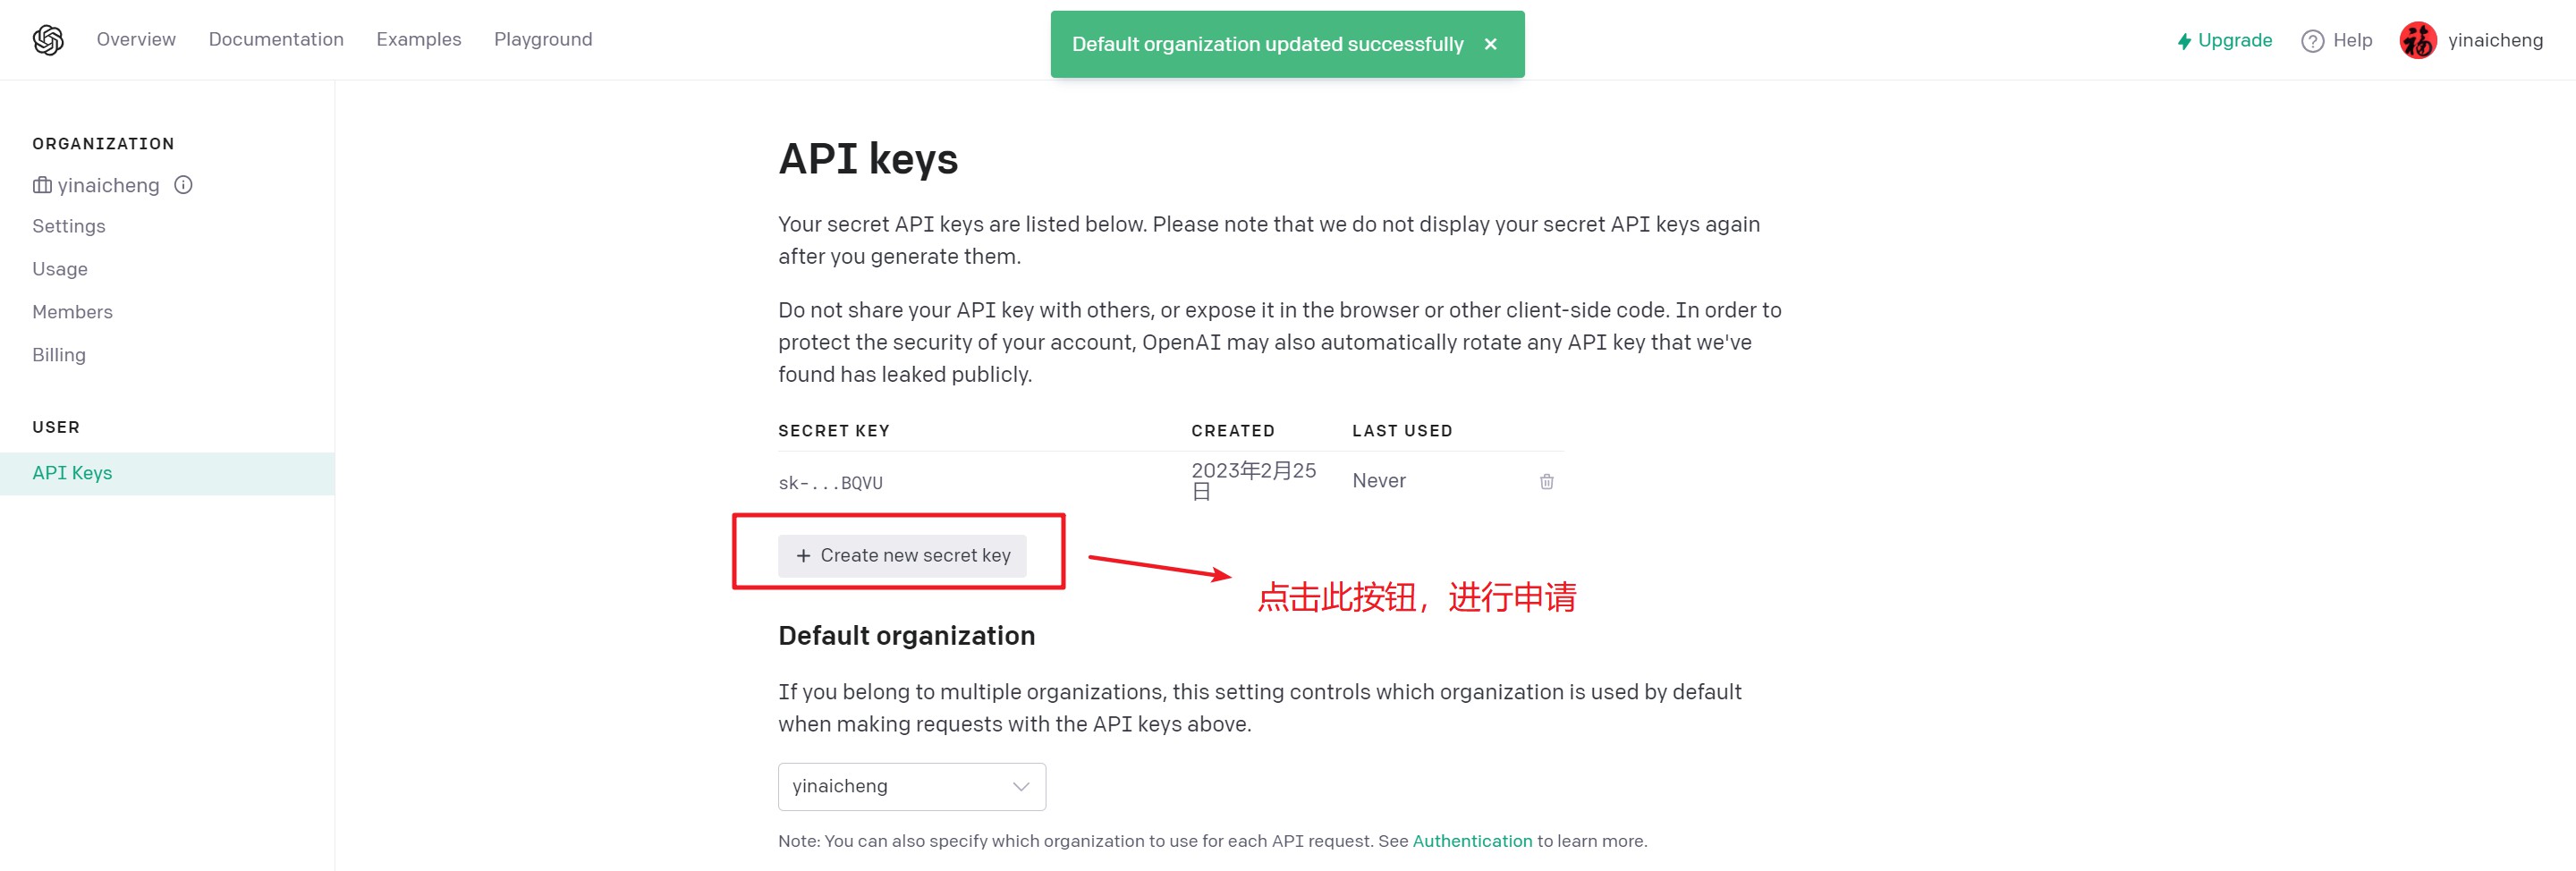 Overview Documentation Examples Playground
Default organization updated successfully ×
Upgrade Help 福 yinaicheng
ORGANIZATION
yinaicheng
Settings
Usage
Members
Billing
USER
API Keys
API keys
Your secret API keys are listed below. Please note that we do not display your secret API keys again
after you generate them.
Do not share your API key with others, or expose it in the browser or other client-side code. In order to
protect the security of your account, OpenAI may also automatically rotate any API key that we've
found has leaked publicly.
SECRET KEY CREATED LAST USED
sk-...BQVU 2023年2月25日 Never
+ Create new secret key
点击此按钮，进行申请
Default organization
If you belong to multiple organizations, this setting controls which organization is used by default
when making requests with the API keys above.
yinaicheng
Note: You can also specify which organization to use for each API request. See Authentication to learn more.